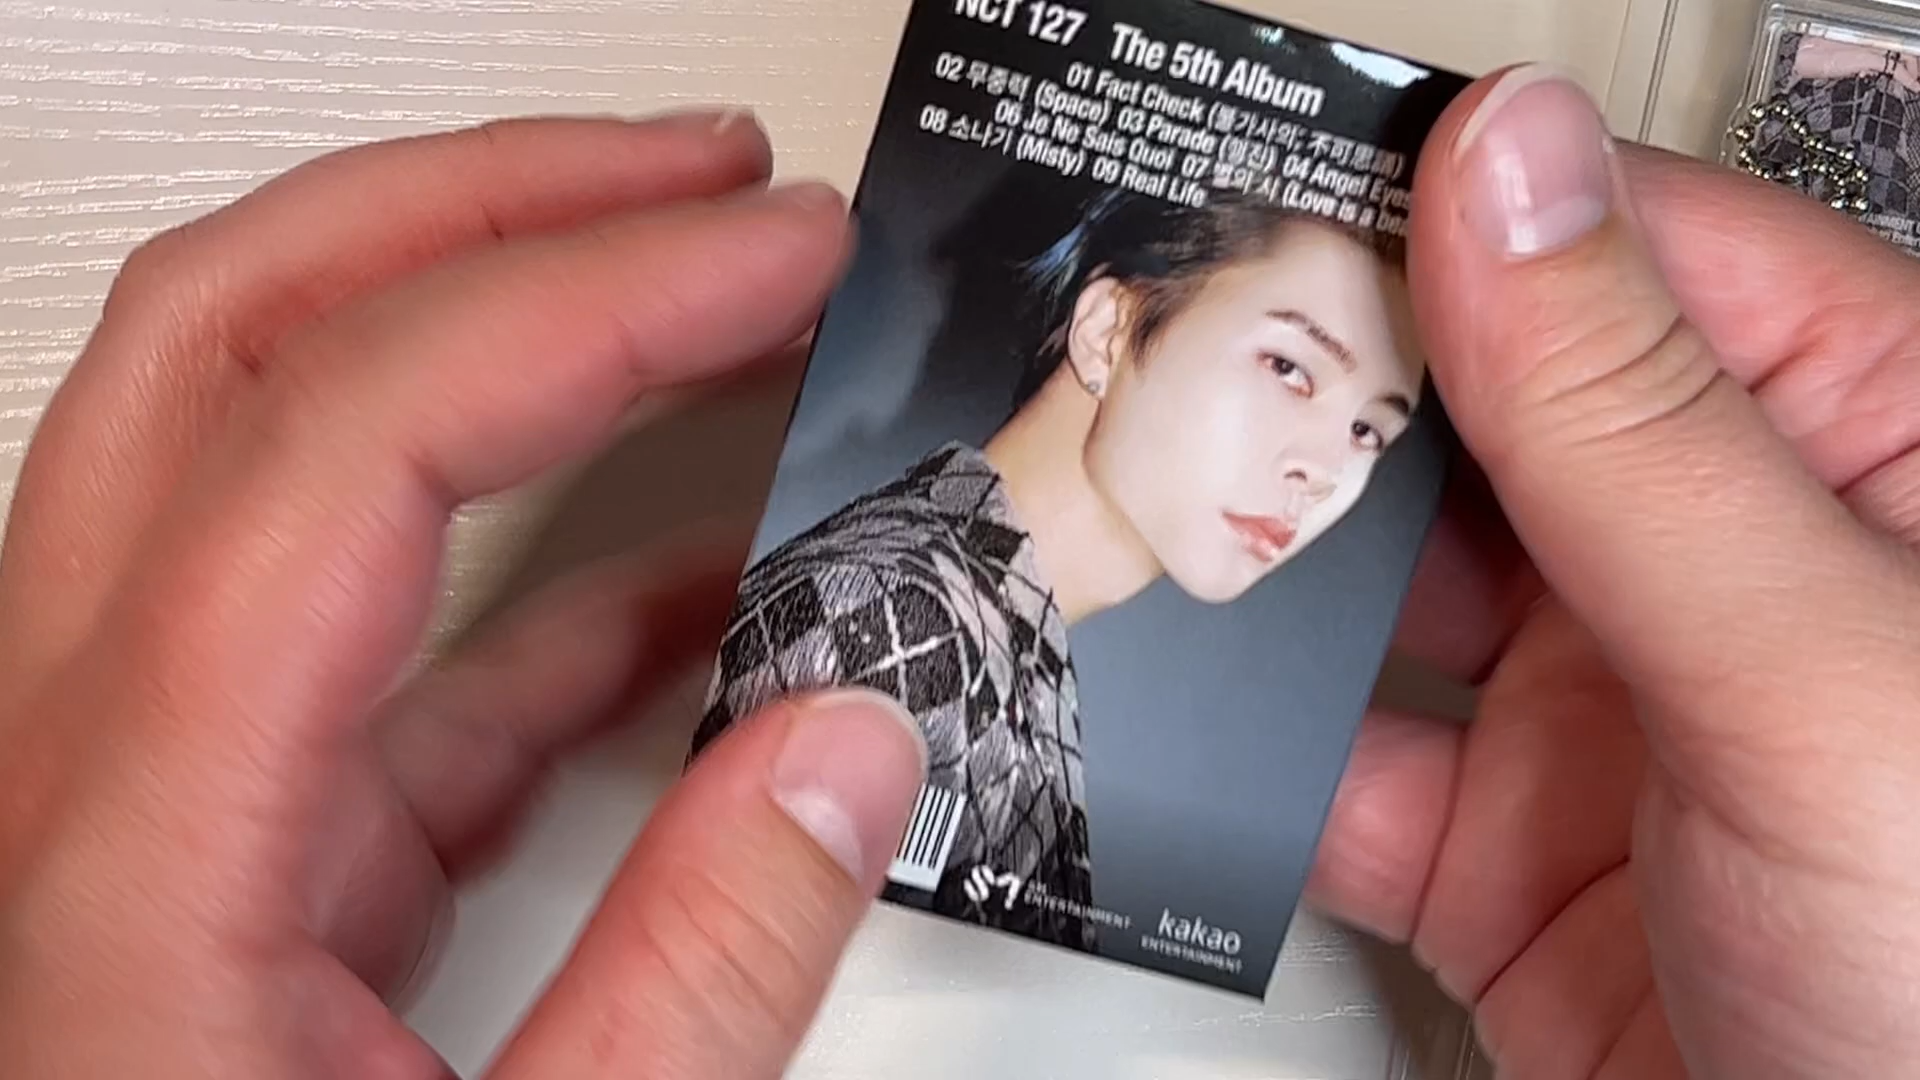 NCT 127 The 5th Album
01 Fact Check (불가사의; 不可思議)
02 무중력 (Space) 03 Parade (행진) 04 Angel Eyes
06 Je Ne Sais Quoi 07 별의 시 (Love is a
08 소나기 (Misty) 09 Real Life
SM
ENTERTAINMENT
kakao
ENTERTAINMENT